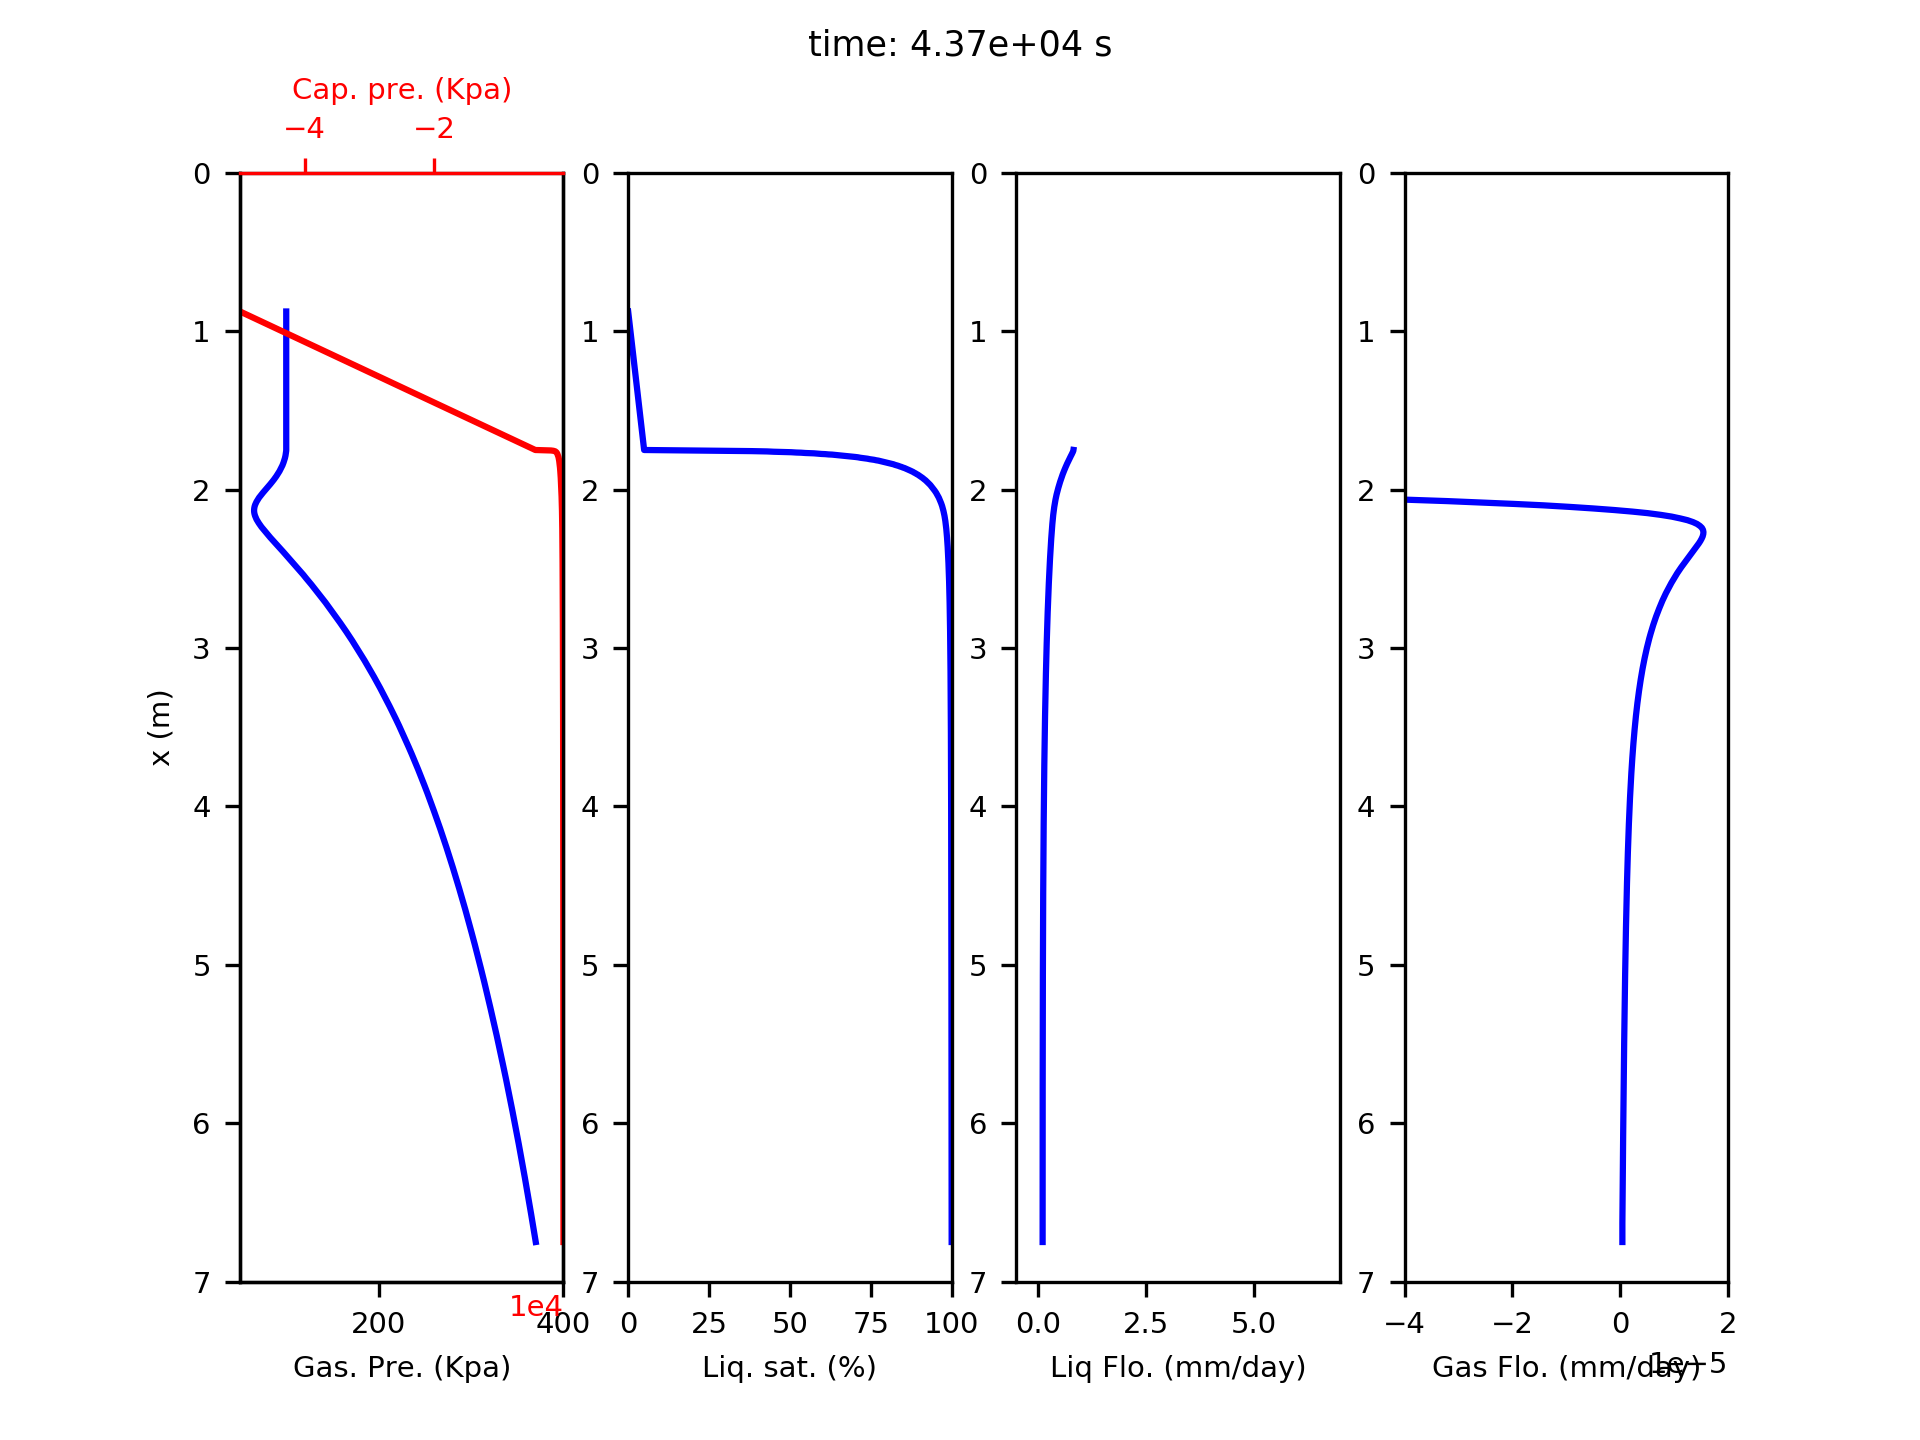 time: 4.37e+04 s
Cap. pre. (Kpa)
−4 −2
0 0 0 0
1 1 1 1
2 2 2 2
3 3 3 3
x (m)
4 4 4 4
5 5 5 5
6 6 6 6
7 7 7 7
1e4
200 400 0 25 50 75 100 0.0 2.5 5.0 −4 −2 0 2
Gas. Pre. (Kpa) Liq. sat. (%) Liq Flo. (mm/day) Gas Flo. (mm/day)
1e−5